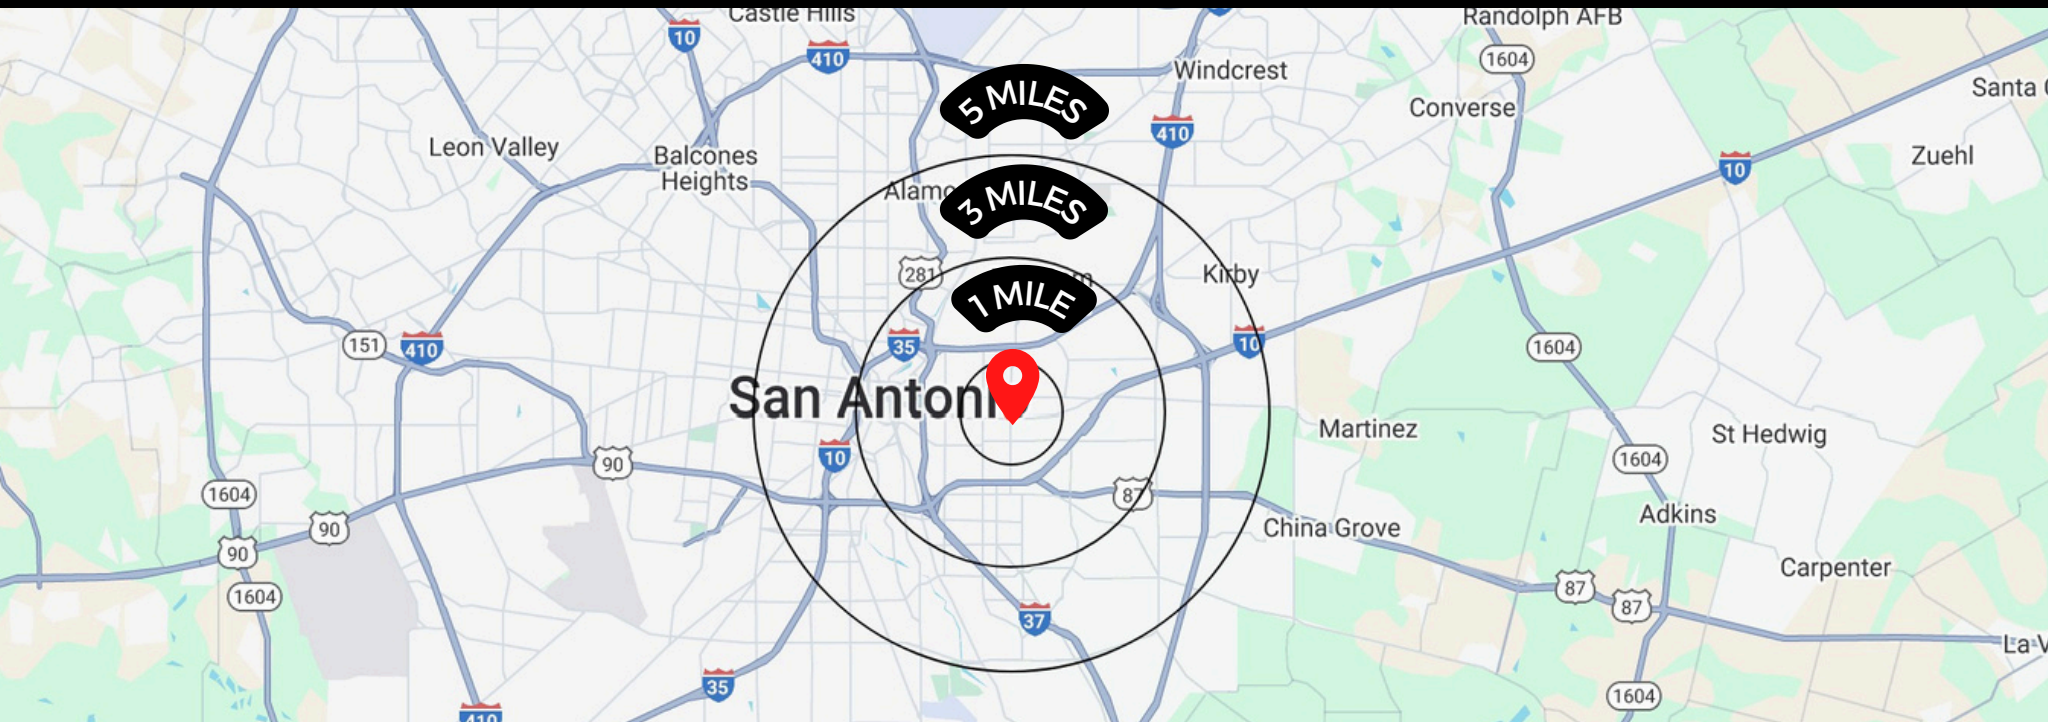 Castle Hills
Randolph AFB
10
410
1604
Windcrest
Santa
Converse
5 MILES
410
Leon Valley
Balcones
Heights
Zuehl
10
Alamo
3 MILES
281
Kirby
1 MILE
151
410
35
10
1604
San Antonio
Martinez
St Hedwig
10
90
1604
1604
87
90
Adkins
China Grove
90
Carpenter
1604
87
87
37
La V
35
1604
410